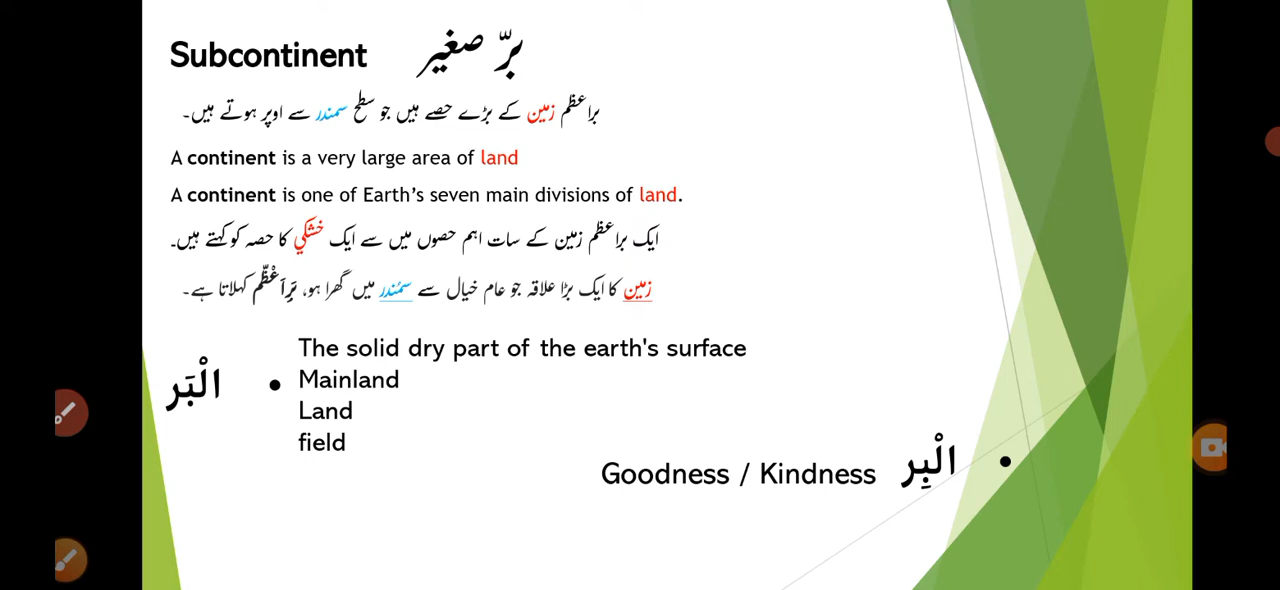 Subcontinent برّ صغیر
براعظم زمین کے بڑے حصے ہیں جو سطح سمندر سے اوپر ہوتے ہیں۔
A continent is a very large area of land
A continent is one of Earth's seven main divisions of land.
ایک براعظم زمین کے سات اہم حصوں میں سے ایک خشکي کا حصہ کو کہتے ہیں۔
زمین کا ایک بڑا علاقہ جو عام خیال سے سمُندر میں گھرا ہو، بَرِّاَعْظَم کہلاتا ہے۔
الْبَر
• The solid dry part of the earth's surface
Mainland
Land
field
• الْبِر Goodness / Kindness